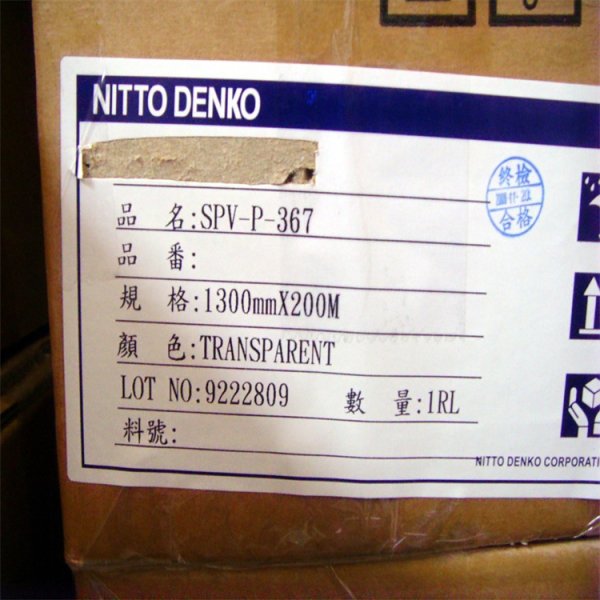 NITTO DENKO
終檢
合格
品 名:SPV-P-367
品 番:
規 格:1300mmX200M
顏 色:TRANSPARENT
LOT NO:9222809 數 量:1RL
料號:
NITTO DENKO CORPORATI